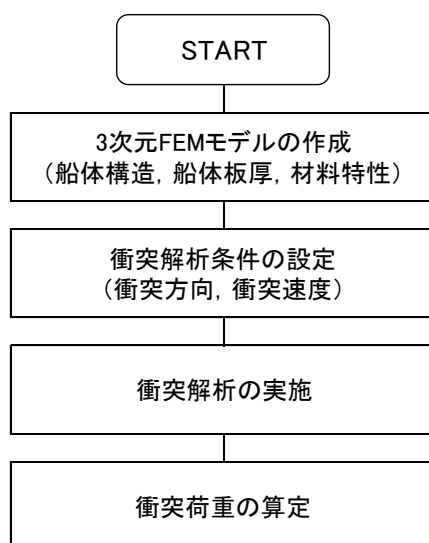 START
3次元FEMモデルの作成
（船体構造, 船体板厚, 材料特性）
衝突解析条件の設定
（衝突方向, 衝突速度）
衝突解析の実施
衝突荷重の算定